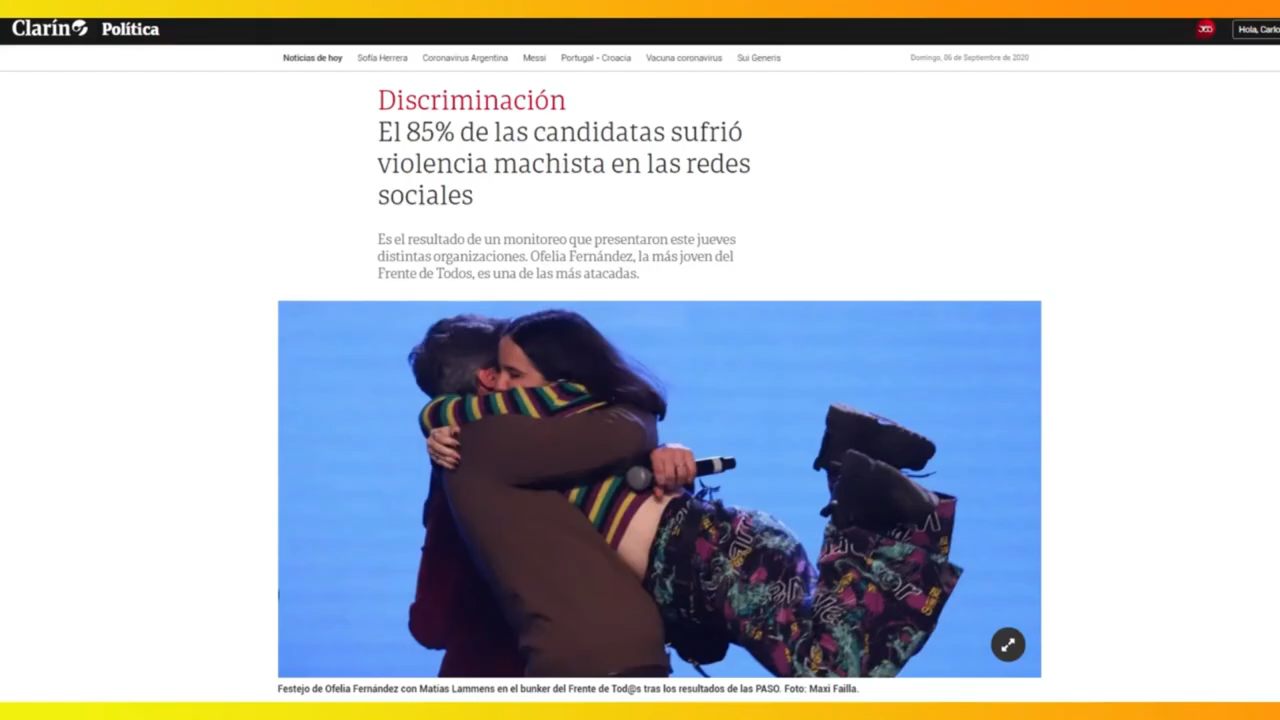 Clarín Política
365
Hola, Carlo
Noticias de hoy Sofía Herrera Coronavirus Argentina Messi Portugal - Croacia Vacuna coronavirus Sui Generis Domingo, 06 de Septiembre de 2020
Discriminación
El 85% de las candidatas sufrió
violencia machista en las redes
sociales
Es el resultado de un monitoreo que presentaron este jueves
distintas organizaciones. Ofelia Fernández, la más joven del
Frente de Todos, es una de las más atacadas.
Festejo de Ofelia Fernández con Matías Lammens en el bunker del Frente de Tod@s tras los resultados de las PASO. Foto: Maxi Failla.